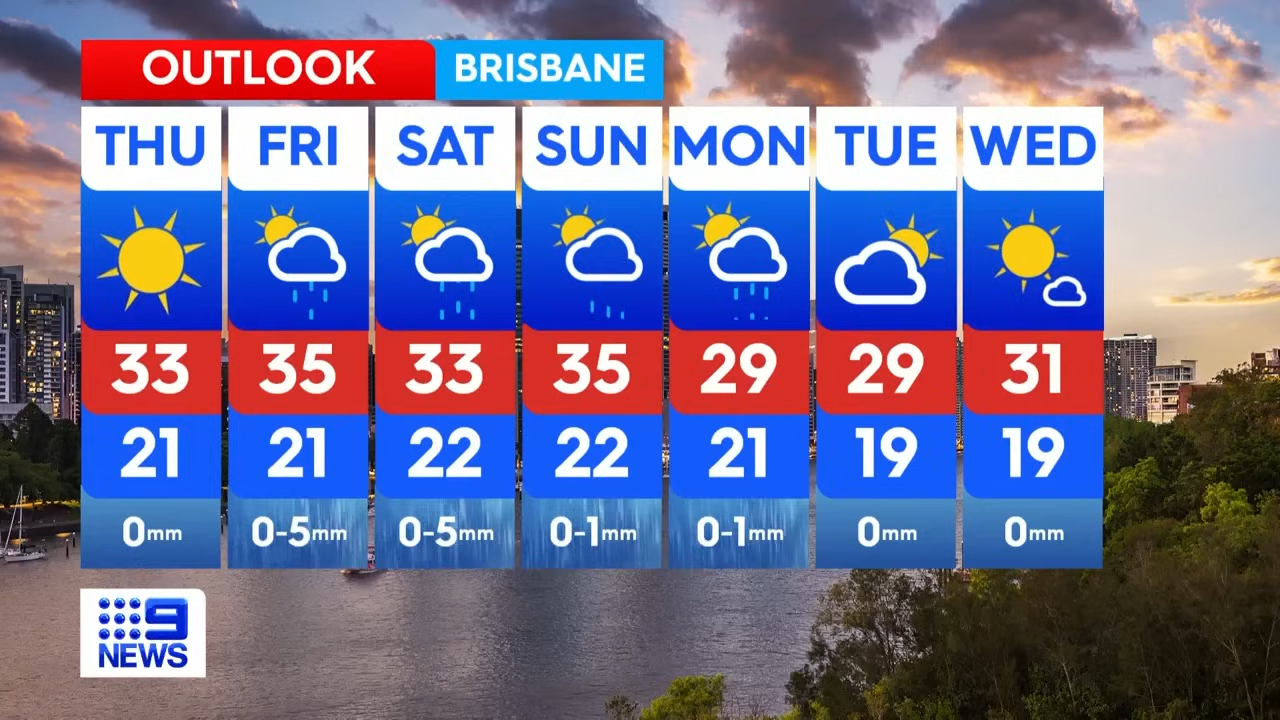 OUTLOOK BRISBANE
THU FRI SAT SUN MON TUE WED
33 35 33 35 29 29 31
21 21 22 22 21 19 19
0mm 0-5mm 0-5mm 0-1mm 0-1mm 0mm 0mm
9
NEWS